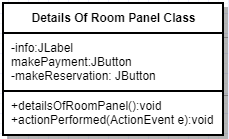 Details Of Room Panel Class
-info:JLabel
makePayment:JButton
-makeReservation: JButton
+detailsOfRoomPanel():void
+actionPerformed(ActionEvent e):void